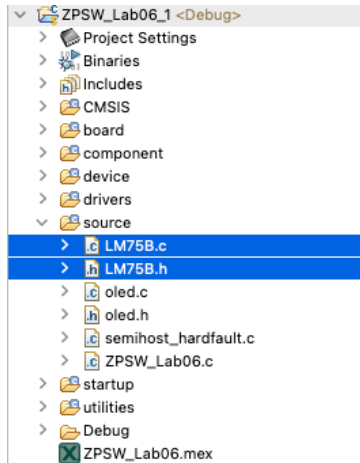 ZPSW_Lab06_1 <Debug>
Project Settings
Binaries
Includes
CMSIS
board
component
device
drivers
source
LM75B.c
LM75B.h
oled.c
oled.h
semihost_hardfault.c
ZPSW_Lab06.c
startup
utilities
Debug
ZPSW_Lab06.mex